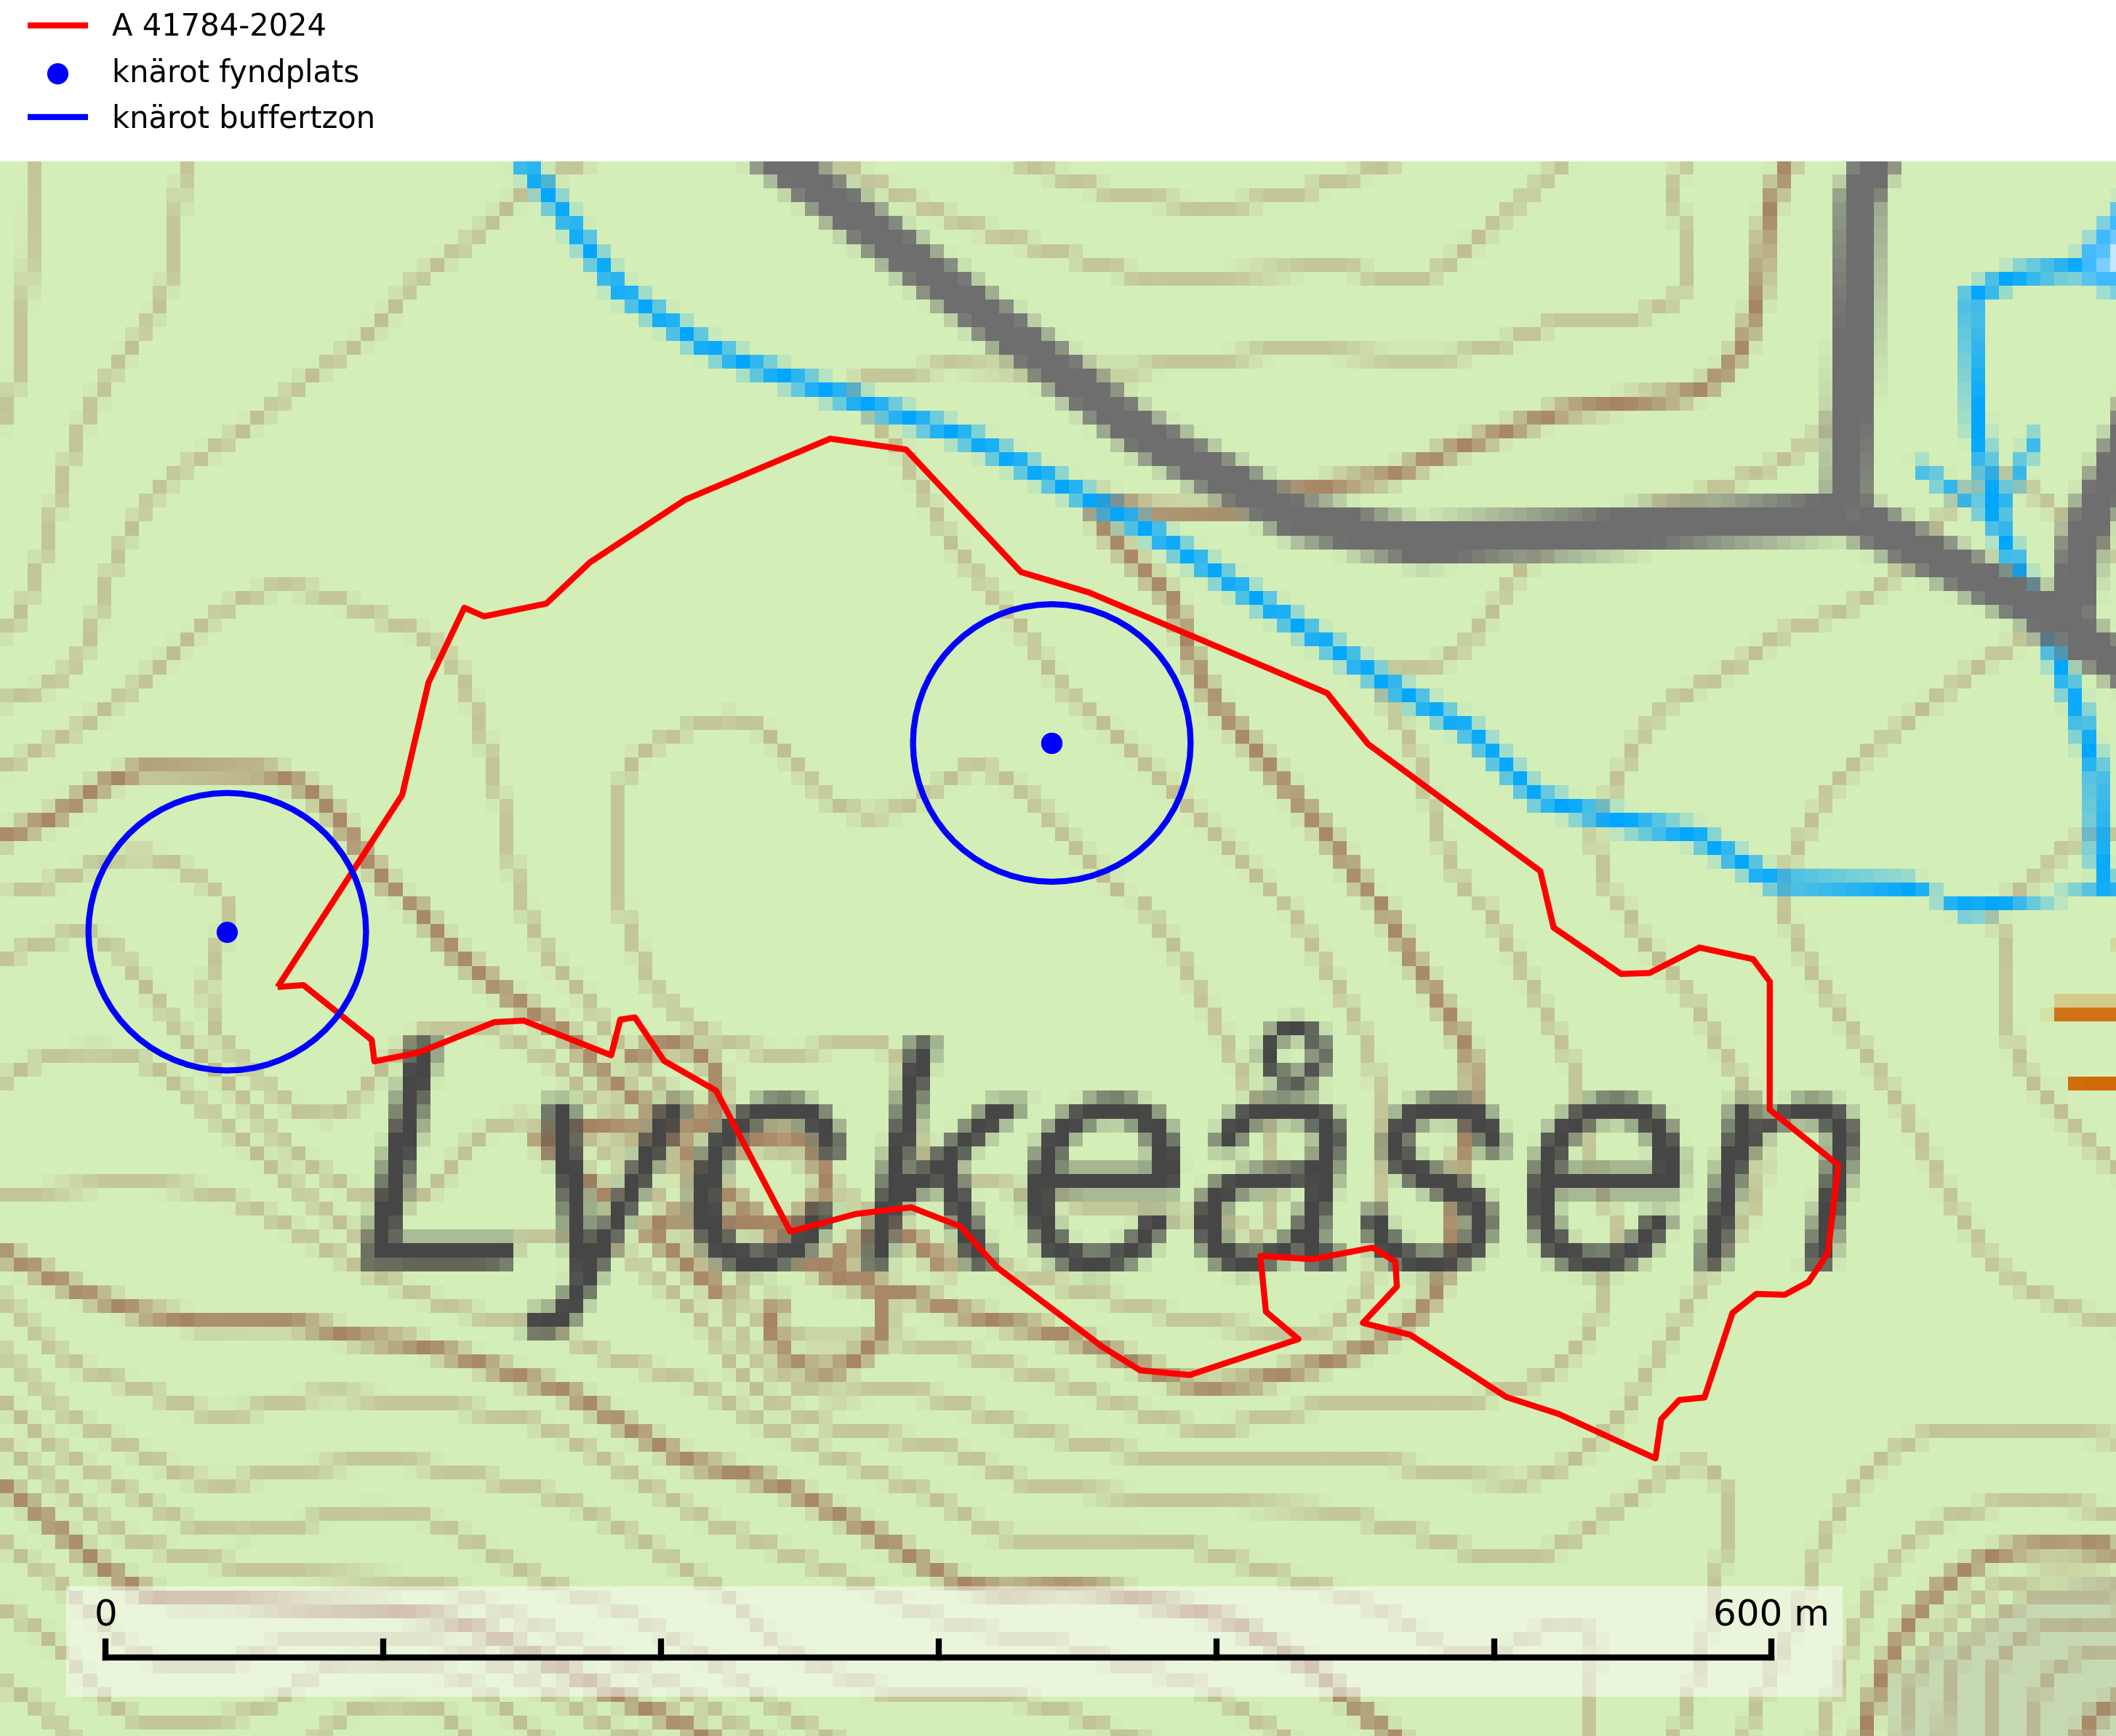 A 41784-2024
knärot fyndplats
knärot buffertzon
Lyckeåsen
0 600 m